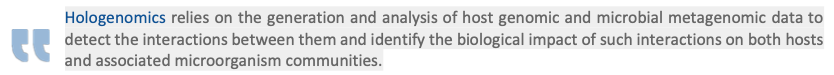 Hologenomics relies on the generation and analysis of host genomic and microbial metagenomic data to
detect the interactions between them and identify the biological impact of such interactions on both hosts
and associated microorganism communities.